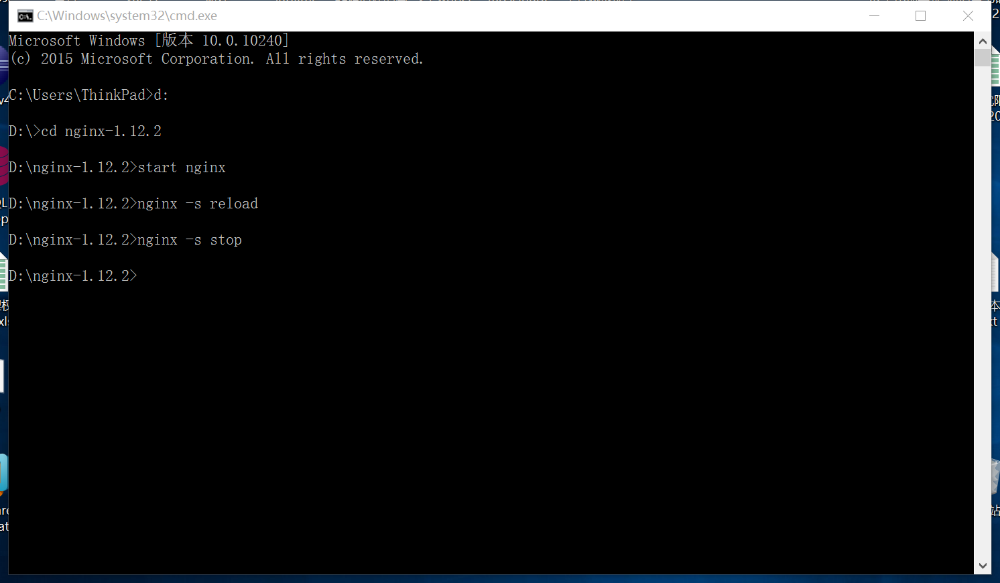 C:\Windows\system32\cmd.exe
Microsoft Windows [版本 10.0.10240]
(c) 2015 Microsoft Corporation. All rights reserved.
C:\Users\ThinkPad>d:
D:\>cd nginx-1.12.2
D:\nginx-1.12.2>start nginx
D:\nginx-1.12.2>nginx -s reload
D:\nginx-1.12.2>nginx -s stop
D:\nginx-1.12.2>